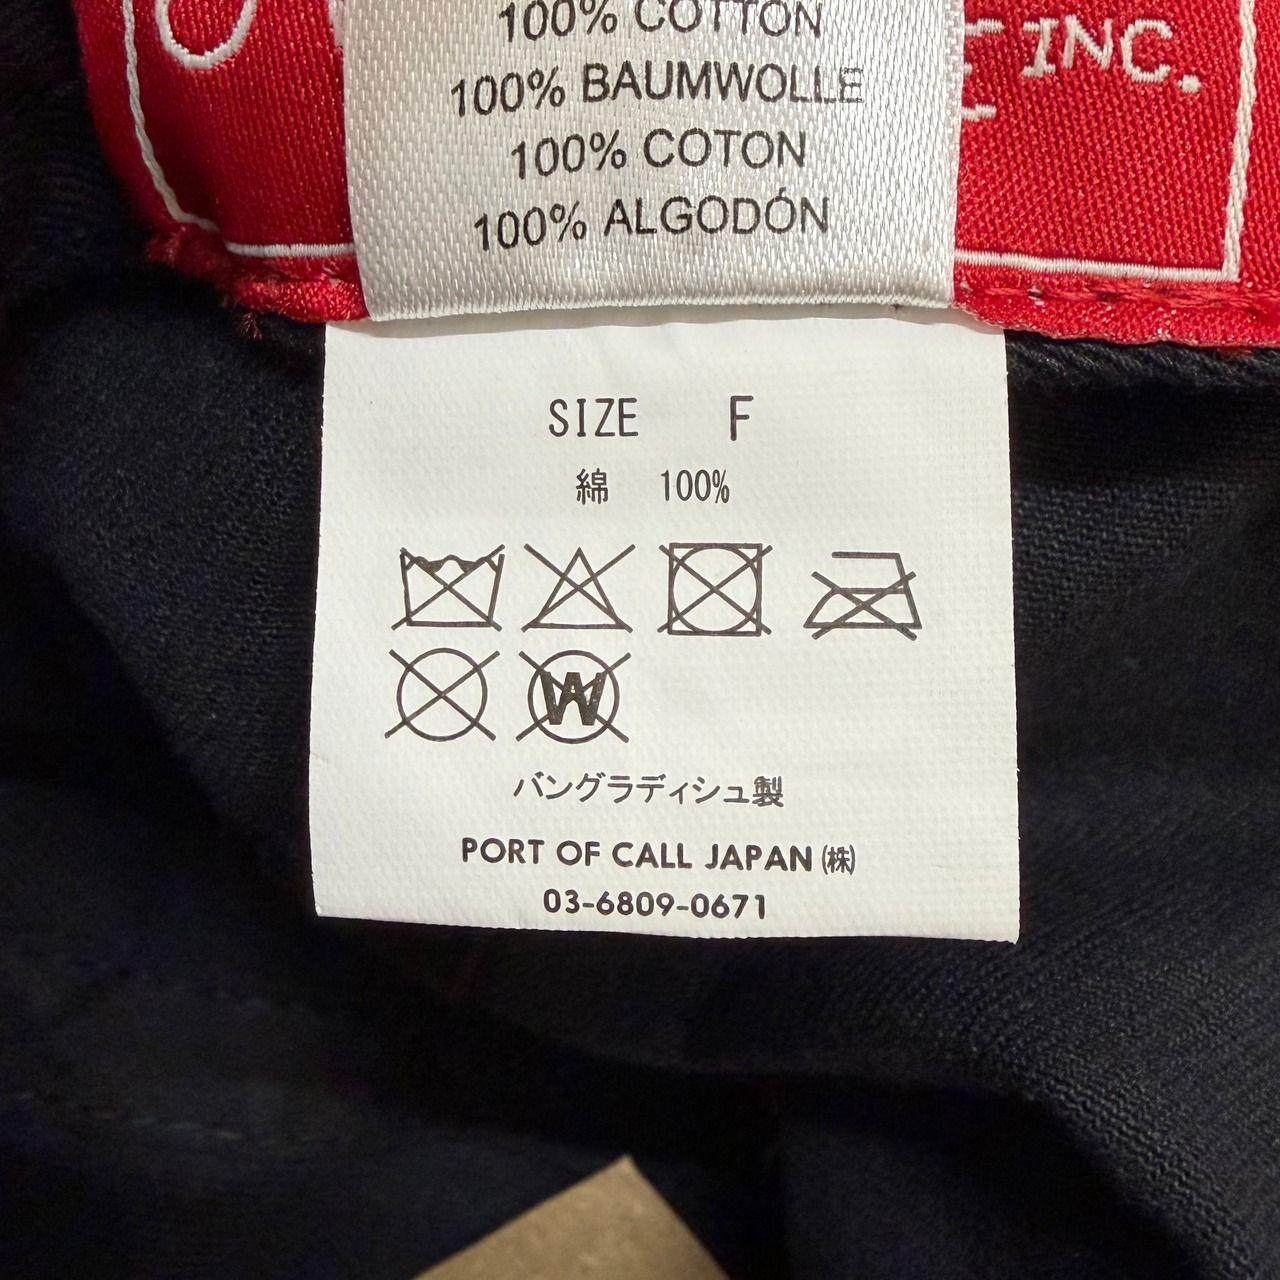 100% COTTON
INC.
100% BAUMWOLLE
100% COTON
100% ALGODÓN
SIZE F
綿 100%
W
バングラディシュ製
PORT OF CALL JAPAN ㈱
03-6809-0671